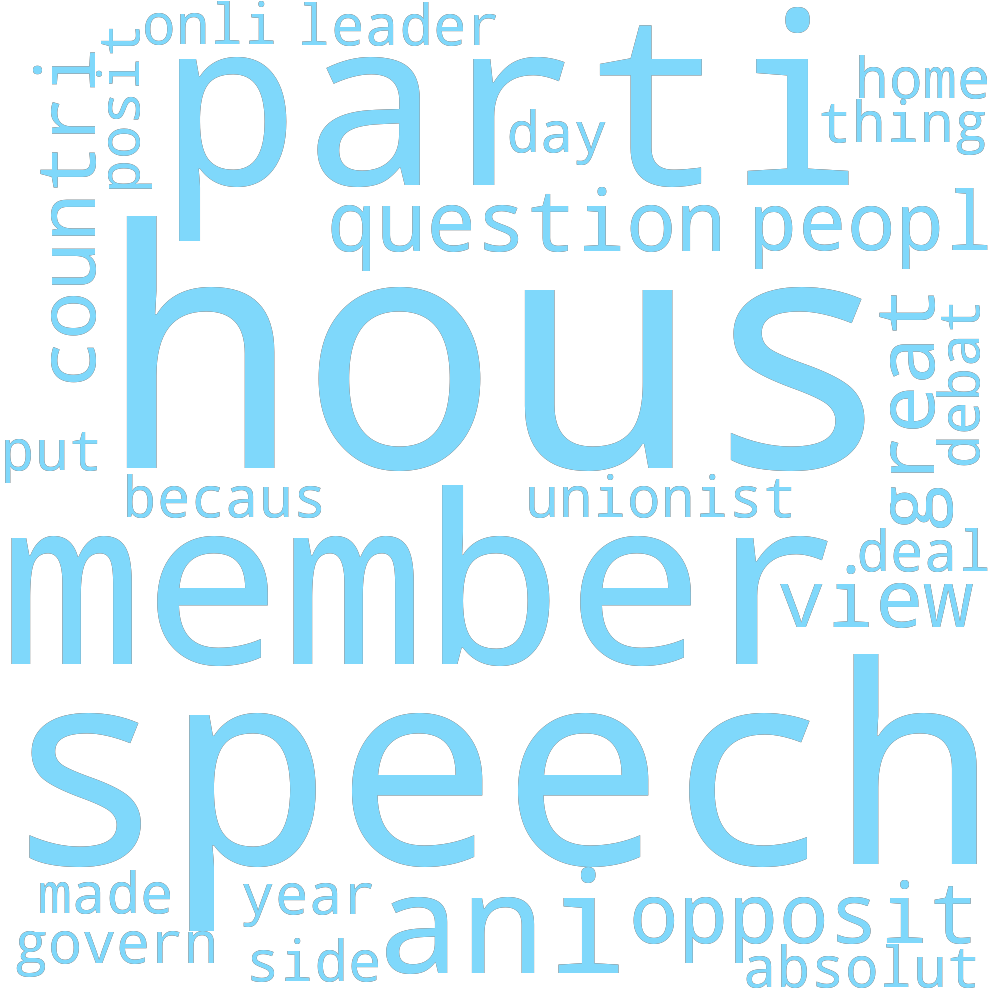 onli leader
parti
posit
countri
home
thing
day
question peopl
hous
great
debat
put
becaus unionist
member
deal
view
speech
made year
ani opposit
govern side
absolut